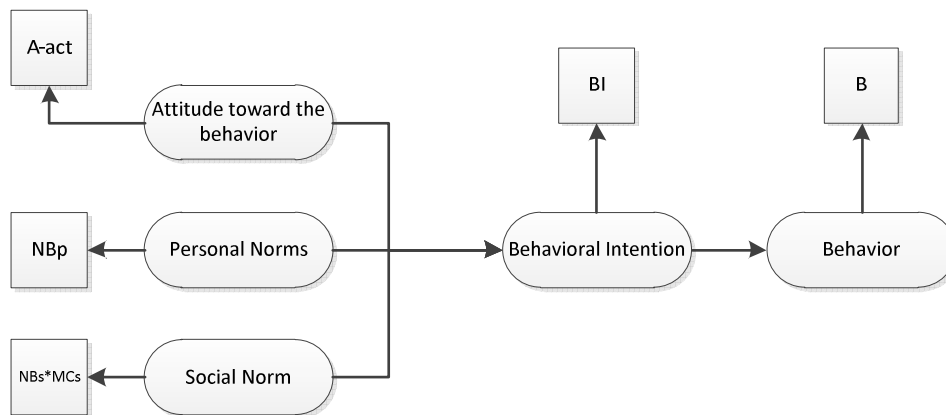 A-act
Attitude toward the
behavior
BI
B
NBp
Personal Norms
Behavioral Intention
Behavior
NBs*MCs
Social Norm